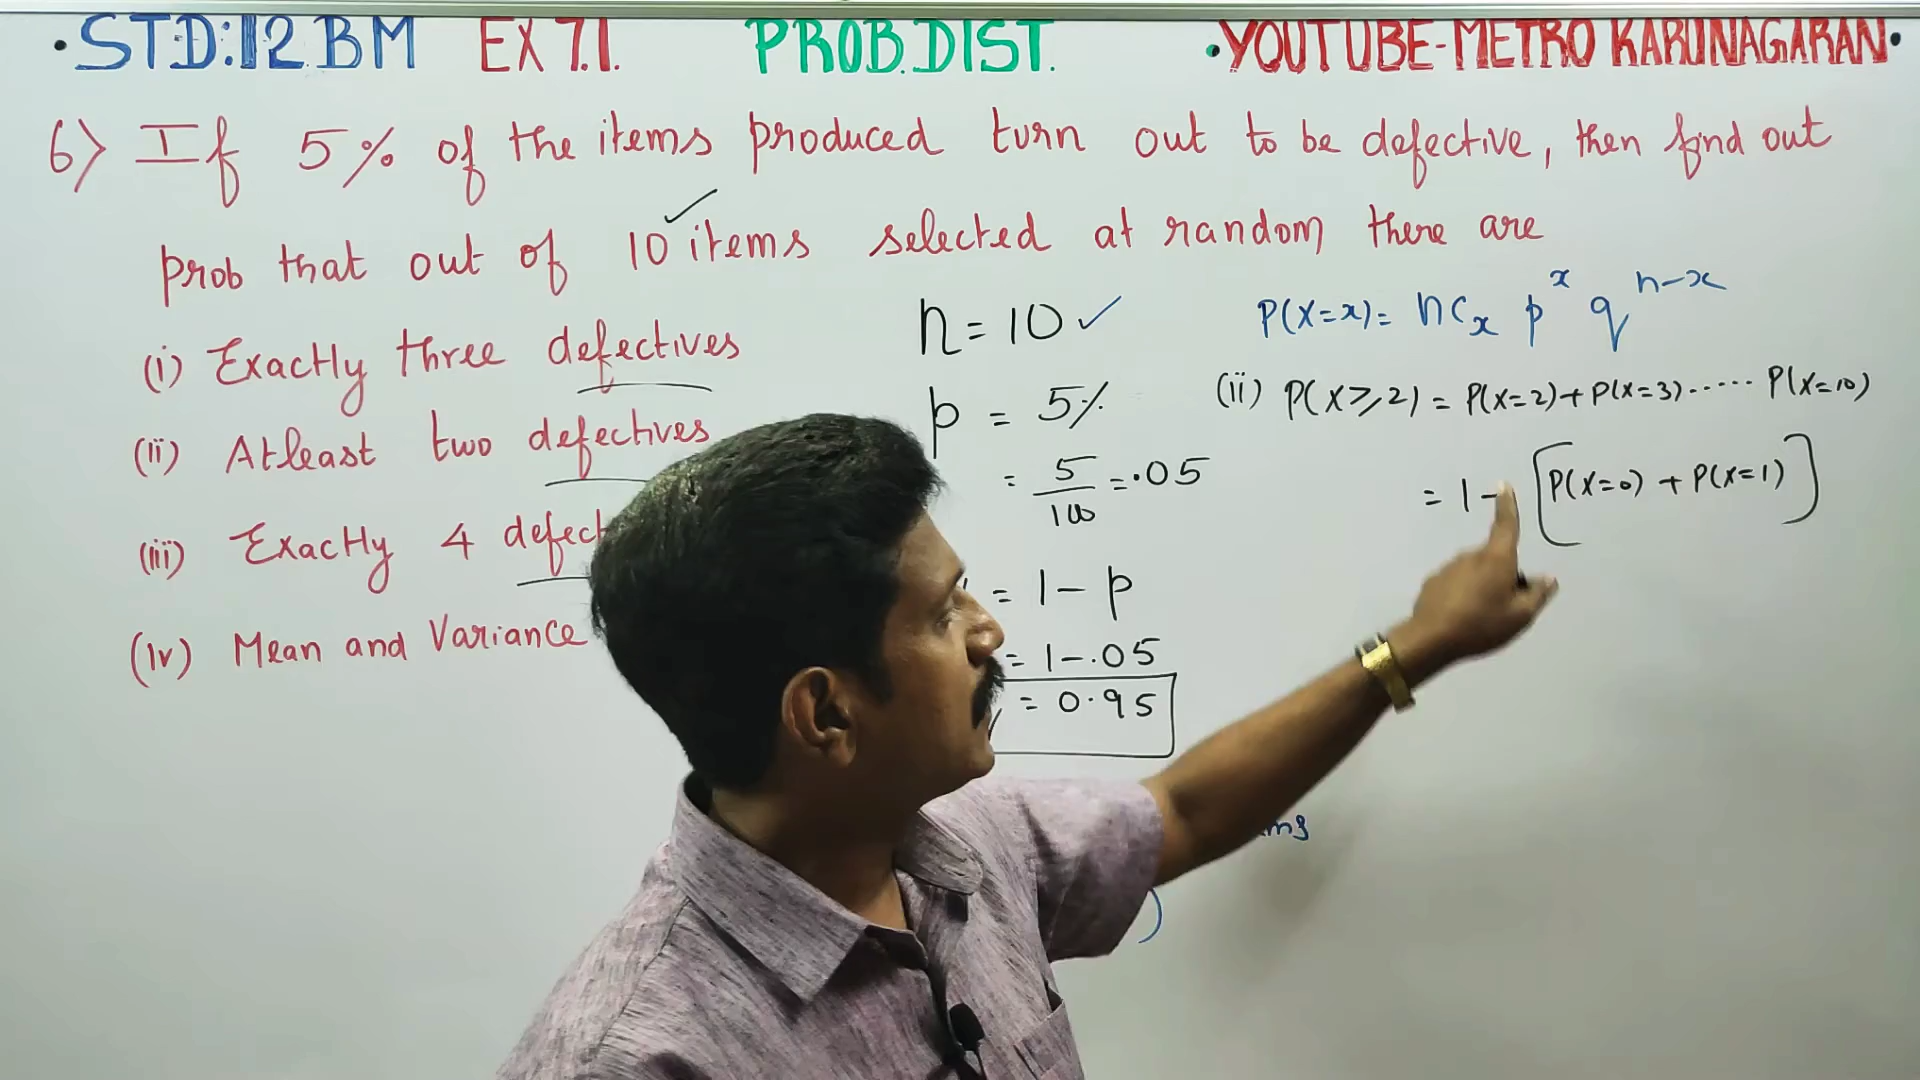 •STD:12 BM EX 7.1. PROB.DIST. •YOUTUBE-METRO KARUNAGARAN•
6) If 5% of the items produced turn out to be defective, then find out
prob that out of 10 items selected at random there are
(i) Exactly three defectives
(ii) Atleast two defectives
(iii) Exactly 4
(iv) Mean and Variance
n = 10 ✓
p = 5%
= 5/100 = .05
= 1 - p
= 1 - .05
= 0.95
P(X=x) = nCₓ pˣ qⁿ⁻ˣ
(ii) P(X⩾2) = P(X=2)+P(X=3)..... P(X=10)
= 1 - [P(X=0) + P(X=1)]